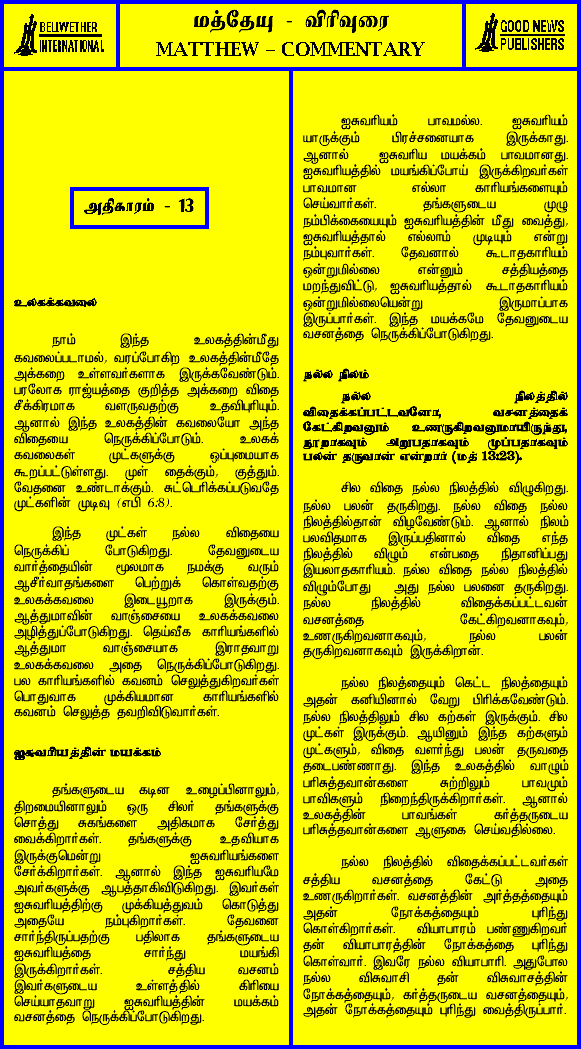 BELIWETHER
INTERNATIONAL
மத்தேயு - விரிவுரை
MATTHEW – COMMENTARY
GOOD NEWS
PUBLISHERS
அதிகாரம் - 13
உலகக்கவலை
நாம் இந்த உலகத்தின்மீது
கவலைப்படாமல், வரப்போகிற உலகத்தின்மீதே
அக்கறை உள்ளவர்களாக இருக்கவேண்டும்.
பரலோக ராஜ்யத்தை குறித்த அக்கறை விதை
சீக்கிரமாக வளருவதற்கு உதவிபுரியும்.
ஆனால் இந்த உலகத்தின் கவலையோ அந்த
விதையை நெருக்கிப்போடும். உலகக்
கவலைகள் முட்களுக்கு ஒப்புமையாக
கூறப்பட்டுள்ளது. முள் தைக்கும், குத்தும்.
வேதனை உண்டாக்கும். சுட்டெரிக்கப்படுவதே
முட்களின் முடிவு (எபி 6:8).
இந்த முட்கள் நல்ல விதையை
நெருக்கிப் போடுகிறது. தேவனுடைய
வார்த்தையின் மூலமாக நமக்கு வரும்
ஆசீர்வாதங்களை பெற்றுக் கொள்வதற்கு
உலகக்கவலை இடையூறாக இருக்கும்.
ஆத்துமாவின் வாஞ்சையை உலகக்கவலை
அழித்துப்போடுகிறது. தெய்வீக காரியங்களில்
ஆத்துமா வாஞ்சையாக இராதவாறு
உலகக்கவலை அதை நெருக்கிப்போடுகிறது.
பல காரியங்களில் கவனம் செலுத்துகிறவர்கள்
பொதுவாக முக்கியமான காரியங்களில்
கவனம் செலுத்த தவறிவிடுவார்கள்.
ஐசுவரியத்தின் மயக்கம்
தங்களுடைய கடின உழைப்பினாலும்,
திறமையினாலும் ஒரு சிலர் தங்களுக்கு
சொத்து சுகங்களை அதிகமாக சேர்த்து
வைக்கிறார்கள். தங்களுக்கு உதவியாக
இருக்குமென்று ஐசுவரியங்களை
சேர்க்கிறார்கள். ஆனால் இந்த ஐசுவரியமே
அவர்களுக்கு ஆபத்தாகிவிடுகிறது. இவர்கள்
ஐசுவரியத்திற்கு முக்கியத்துவம் கொடுத்து
அதையே நம்புகிறார்கள். தேவனை
சார்ந்திருப்பதற்கு பதிலாக தங்களுடைய
ஐசுவரியத்தை சார்ந்து மயங்கி
இருக்கிறார்கள். சத்திய வசனம்
இவர்களுடைய உள்ளத்தில் கிரியை
செய்யாதவாறு ஐசுவரியத்தின் மயக்கம்
வசனத்தை நெருக்கிப்போடுகிறது.
ஐசுவரியம் பாவமல்ல. ஐசுவரியம்
யாருக்கும் பிரச்சனையாக இருக்காது.
ஆனால் ஐசுவரிய மயக்கம் பாவமானது.
ஐசுவரியத்தில் மயங்கிப்போய் இருக்கிறவர்கள்
பாவமான எல்லா காரியங்களையும்
செய்வார்கள். தங்களுடைய முழு
நம்பிக்கையையும் ஐசுவரியத்தின் மீது வைத்து,
ஐசுவரியத்தால் எல்லாம் முடியும் என்று
நம்புவார்கள். தேவனால் கூடாதகாரியம்
ஒன்றுமில்லை என்னும் சத்தியத்தை
மறந்துவிட்டு, ஐசுவரியத்தால் கூடாதகாரியம்
ஒன்றுமில்லையென்று இருமாப்பாக
இருப்பார்கள். இந்த மயக்கமே தேவனுடைய
வசனத்தை நெருக்கிப்போடுகிறது.
நல்ல நிலம்
நல்ல நிலத்தில்
விதைக்கப்பட்டவனோ, வசனத்தைக்
கேட்கிறவனும் உணருகிறவனுமாயிருந்து,
நூறாகவும் அறுபதாகவும் முப்பதாகவும்
பலன் தருவான் என்றார் (மத் 13:23).
சில விதை நல்ல நிலத்தில் விழுகிறது.
நல்ல பலன் தருகிறது. நல்ல விதை நல்ல
நிலத்தில்தான் விழவேண்டும். ஆனால் நிலம்
பலவிதமாக இருப்பதினால் விதை எந்த
நிலத்தில் விழும் என்பதை நிதானிப்பது
இயலாதகாரியம். நல்ல விதை நல்ல நிலத்தில்
விழும்போது அது நல்ல பலனை தருகிறது.
நல்ல நிலத்தில் விதைக்கப்பட்டவன்
வசனத்தை கேட்கிறவனாகவும்,
உணருகிறவனாகவும், நல்ல பலன்
தருகிறவனாகவும் இருக்கிறான்.
நல்ல நிலத்தையும் கெட்ட நிலத்தையும்
அதன் கனியினால் வேறு பிரிக்கவேண்டும்.
நல்ல நிலத்திலும் சில கற்கள் இருக்கும். சில
முட்கள் இருக்கும். ஆயினும் இந்த கற்களும்
முட்களும், விதை வளர்ந்து பலன் தருவதை
தடைபண்ணாது. இந்த உலகத்தில் வாழும்
பரிசுத்தவான்களை சுற்றிலும் பாவமும்
பாவிகளும் நிறைந்திருக்கிறார்கள். ஆனால்
உலகத்தின் பாவங்கள் கர்த்தருடைய
பரிசுத்தவான்களை ஆளுகை செய்வதில்லை.
நல்ல நிலத்தில் விதைக்கப்பட்டவர்கள்
சத்திய வசனத்தை கேட்டு அதை
உணருகிறார்கள். வசனத்தின் அர்த்தத்தையும்
அதன் நோக்கத்தையும் புரிந்து
கொள்கிறார்கள். வியாபாரம் பண்ணுகிறவர்
தன் வியாபாரத்தின் நோக்கத்தை புரிந்து
கொள்வார். இவரே நல்ல வியாபாரி. அதுபோல
நல்ல விசுவாசி தன் விசுவாசத்தின்
நோக்கத்தையும், கர்த்தருடைய வசனத்தையும்,
அதன் நோக்கத்தையும் புரிந்து வைத்திருப்பார்.